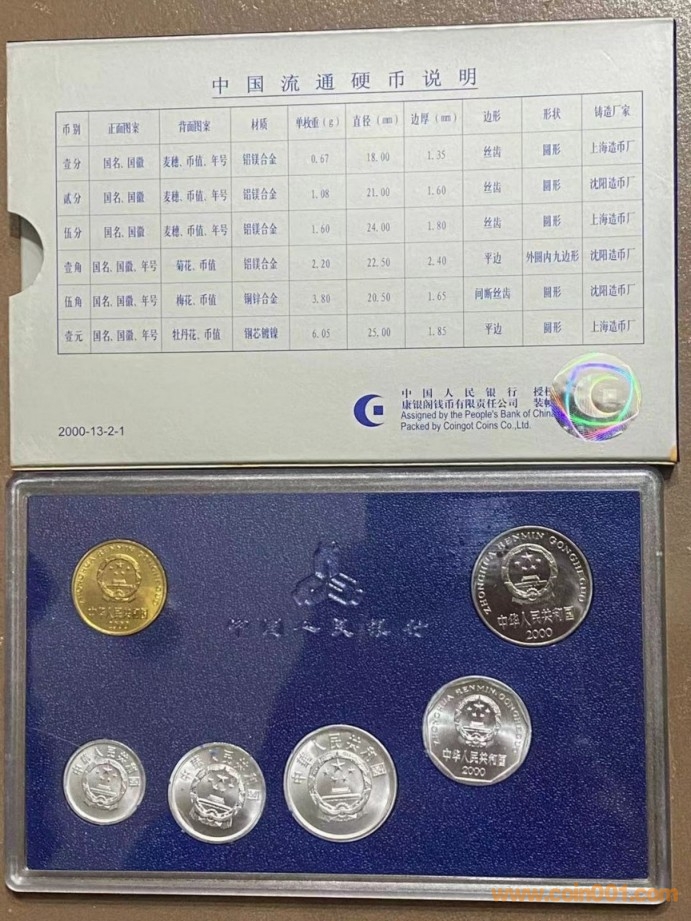 中国流通硬币说明
币别 正面图案 背面图案 材质 单枚重(g) 直径(mm) 边厚(mm) 边形 形状 铸造厂家
壹分 国名、国徽 麦穗、币值、年号 铝镁合金 0.67 18.00 1.35 丝齿 圆形 上海造币厂
贰分 国名、国徽 麦穗、币值、年号 铝镁合金 1.08 21.00 1.60 丝齿 圆形 沈阳造币厂
伍分 国名、国徽 麦穗、币值、年号 铝镁合金 1.60 24.00 1.80 丝齿 圆形 上海造币厂
壹角 国名、国徽、年号 菊花、币值 铝镁合金 2.20 22.50 2.40 平边 外圆内九边形 沈阳造币厂
伍角 国名、国徽、年号 梅花、币值 铜锌合金 3.80 20.50 1.65 间断丝齿 圆形 沈阳造币厂
壹元 国名、国徽、年号 牡丹花、币值 钢芯镀镍 6.05 25.00 1.85 平边 圆形 上海造币厂
中国人民银行 授权
康银阁钱币有限责任公司 装帧
Assigned by the People's Bank of China
Packed by Coingot Coins Co.,Ltd.
2000-13-2-1
中国人民银行
ZHONGHUA RENMIN GONGHEGUO
中华人民共和国
2000
ZHONGHUA RENMIN GONGHEGUO
中华人民共和国
2000
ZHONGHUA RENMIN GONGHEGUO
中华人民共和国
2000
中华人民共和国
中华人民共和国
中华人民共和国
www.coin001.com